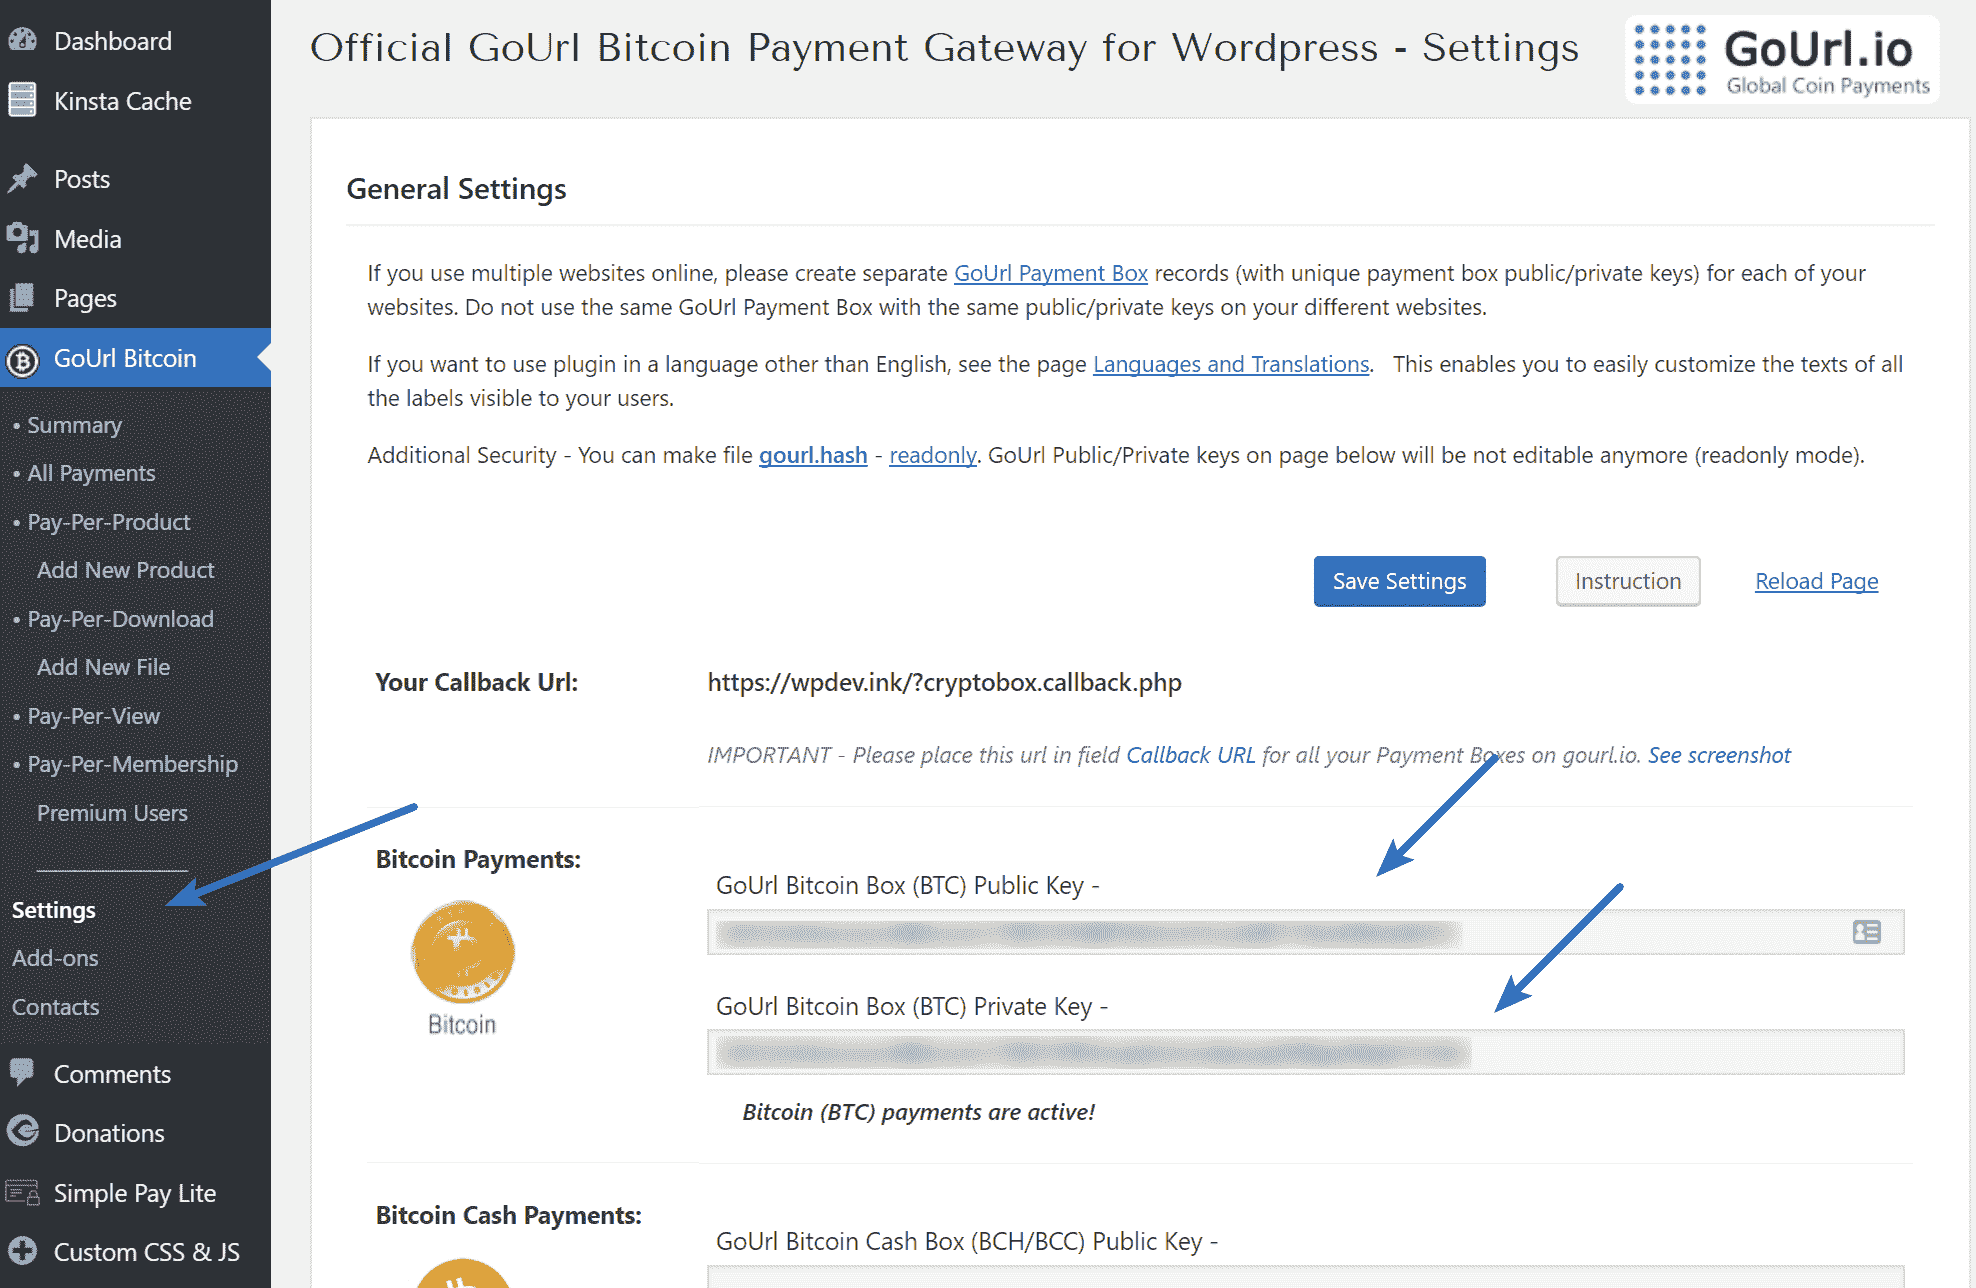 Dashboard
Kinsta Cache
Posts
Media
Pages
GoUrl Bitcoin
• Summary
• All Payments
• Pay-Per-Product
Add New Product
• Pay-Per-Download
Add New File
• Pay-Per-View
• Pay-Per-Membership
Premium Users
Settings
Add-ons
Contacts
Comments
Donations
Simple Pay Lite
Custom CSS & JS
Official GoUrl Bitcoin Payment Gateway for Wordpress - Settings
GoUrl.io
Global Coin Payments
General Settings
If you use multiple websites online, please create separate GoUrl Payment Box records (with unique payment box public/private keys) for each of your
websites. Do not use the same GoUrl Payment Box with the same public/private keys on your different websites.
If you want to use plugin in a language other than English, see the page Languages and Translations. This enables you to easily customize the texts of all
the labels visible to your users.
Additional Security - You can make file gourl.hash - readonly. GoUrl Public/Private keys on page below will be not editable anymore (readonly mode).
Save Settings
Instruction
Reload Page
Your Callback Url:
https://wpdev.ink/?cryptobox.callback.php
IMPORTANT - Please place this url in field Callback URL for all your Payment Boxes on gourl.io. See screenshot
Bitcoin Payments:
Bitcoin
GoUrl Bitcoin Box (BTC) Public Key -
GoUrl Bitcoin Box (BTC) Private Key -
Bitcoin (BTC) payments are active!
Bitcoin Cash Payments:
GoUrl Bitcoin Cash Box (BCH/BCC) Public Key -